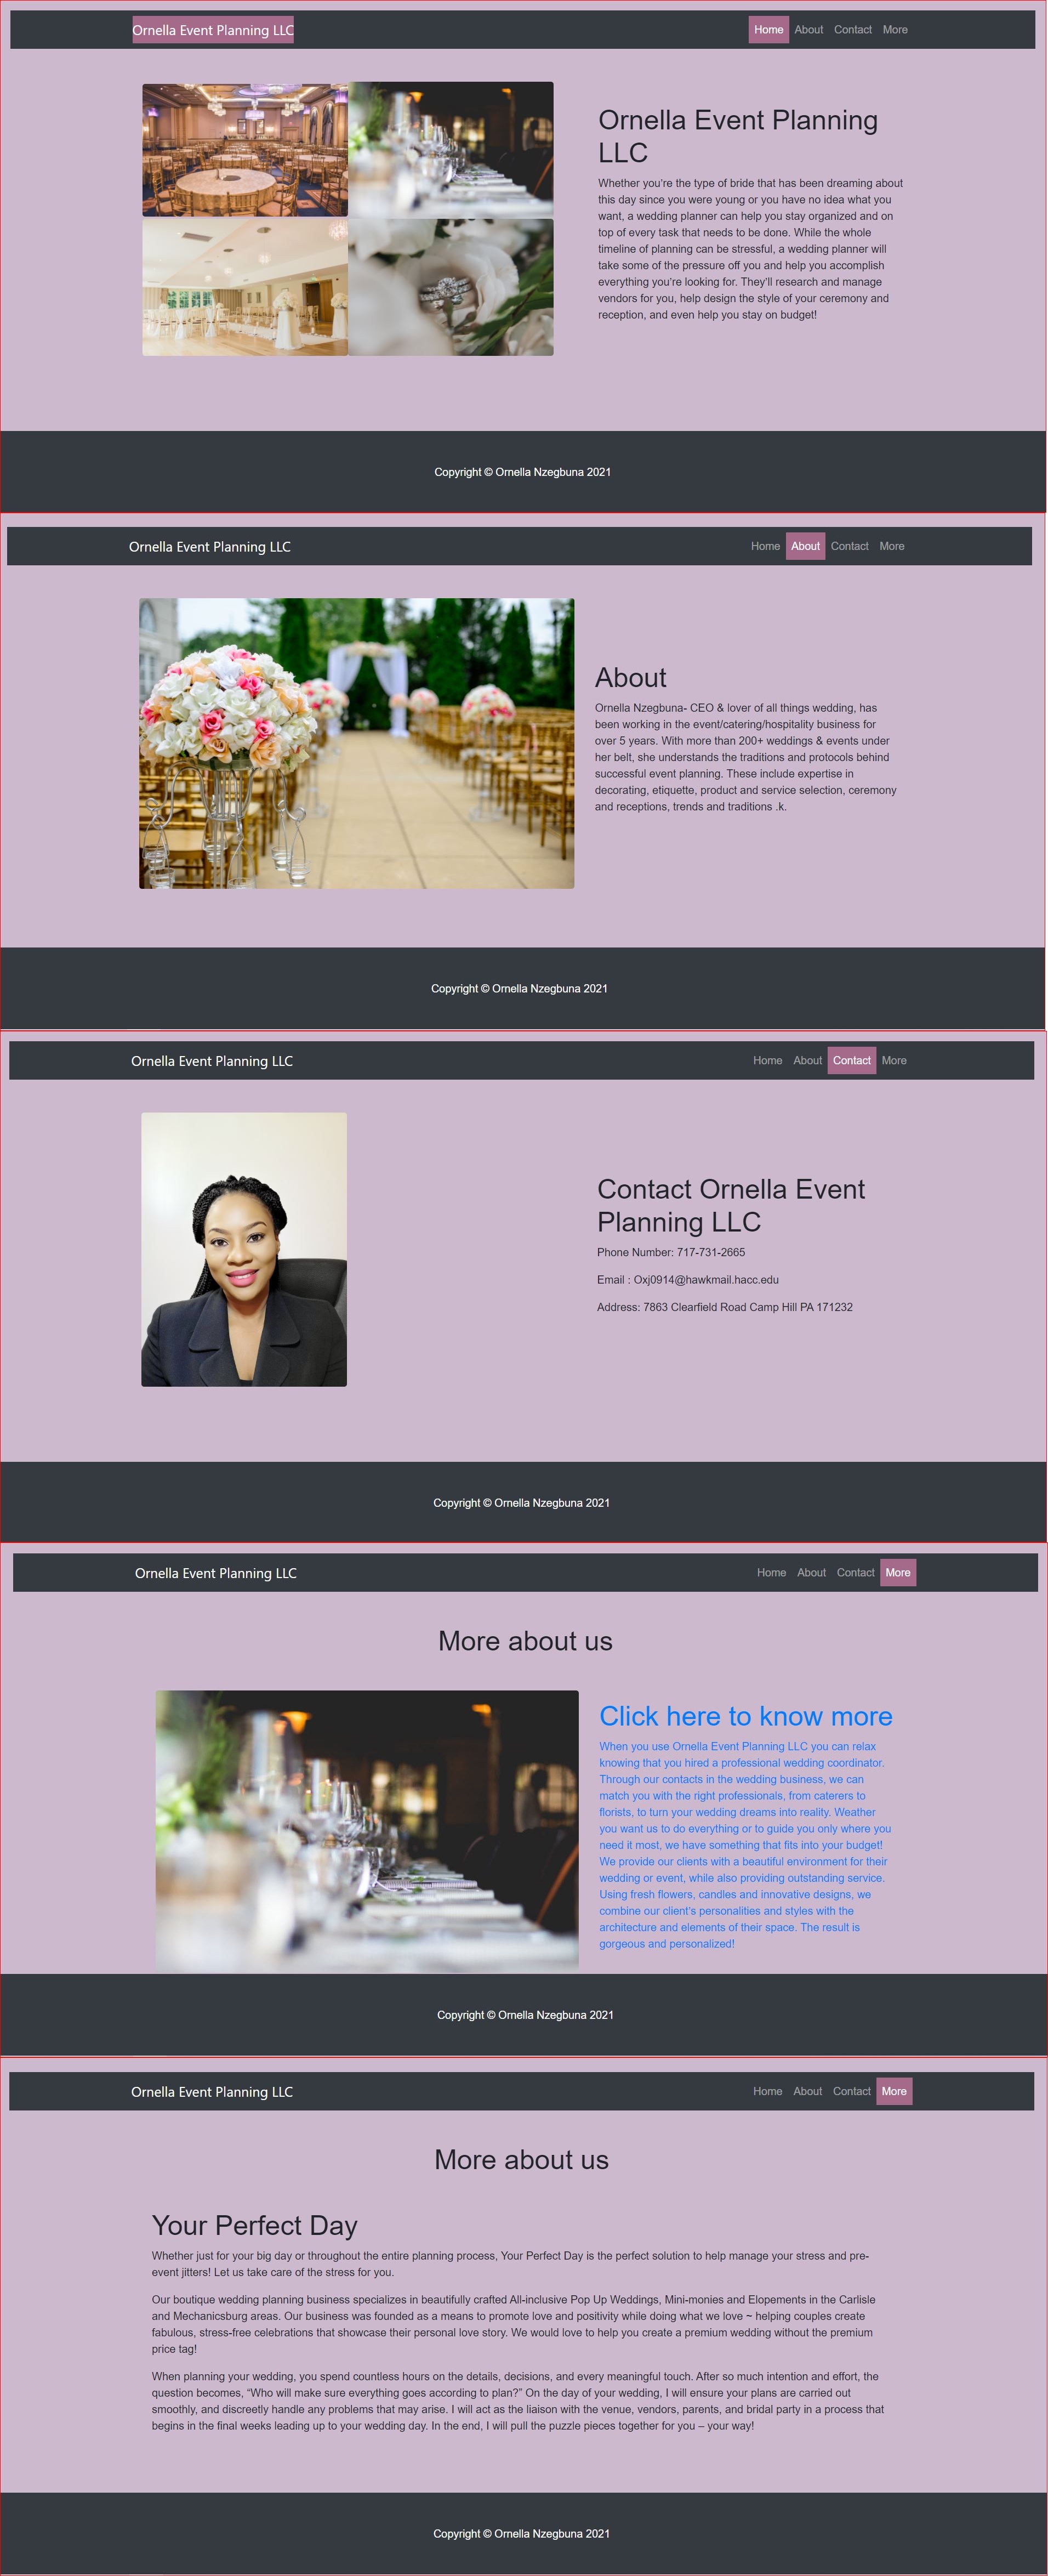 Ornella Event Planning LLC
Home About Contact More
Ornella Event Planning
LLC
Whether you're the type of bride that has been dreaming about
this day since you were young or you have no idea what you
want, a wedding planner can help you stay organized and on
top of every task that needs to be done. While the whole
timeline of planning can be stressful, a wedding planner will
take some of the pressure off you and help you accomplish
everything you're looking for. They'll research and manage
vendors for you, help design the style of your ceremony and
reception, and even help you stay on budget!
Copyright © Ornella Nzegbuna 2021
Ornella Event Planning LLC
Home About Contact More
About
Ornella Nzegbuna- CEO & lover of all things wedding, has
been working in the event/catering/hospitality business for
over 5 years. With more than 200+ weddings & events under
her belt, she understands the traditions and protocols behind
successful event planning. These include expertise in
decorating, etiquette, product and service selection, ceremony
and receptions, trends and traditions .k.
Copyright © Ornella Nzegbuna 2021
Ornella Event Planning LLC
Home About Contact More
Contact Ornella Event
Planning LLC
Phone Number: 717-731-2665
Email : Oxj0914@hawkmail.hacc.edu
Address: 7863 Clearfield Road Camp Hill PA 171232
Copyright © Ornella Nzegbuna 2021
Ornella Event Planning LLC
Home About Contact More
More about us
Click here to know more
When you use Ornella Event Planning LLC you can relax
knowing that you hired a professional wedding coordinator.
Through our contacts in the wedding business, we can
match you with the right professionals, from caterers to
florists, to turn your wedding dreams into reality. Weather
you want us to do everything or to guide you only where you
need it most, we have something that fits into your budget!
We provide our clients with a beautiful environment for their
wedding or event, while also providing outstanding service.
Using fresh flowers, candles and innovative designs, we
combine our client's personalities and styles with the
architecture and elements of their space. The result is
gorgeous and personalized!
Copyright © Ornella Nzegbuna 2021
Ornella Event Planning LLC
Home About Contact More
More about us
Your Perfect Day
Whether just for your big day or throughout the entire planning process, Your Perfect Day is the perfect solution to help manage your stress and pre-
event jitters! Let us take care of the stress for you.
Our boutique wedding planning business specializes in beautifully crafted All-inclusive Pop Up Weddings, Mini-monies and Elopements in the Carlisle
and Mechanicsburg areas. Our business was founded as a means to promote love and positivity while doing what we love ~ helping couples create
fabulous, stress-free celebrations that showcase their personal love story. We would love to help you create a premium wedding without the premium
price tag!
When planning your wedding, you spend countless hours on the details, decisions, and every meaningful touch. After so much intention and effort, the
question becomes, “Who will make sure everything goes according to plan?” On the day of your wedding, I will ensure your plans are carried out
smoothly, and discreetly handle any problems that may arise. I will act as the liaison with the venue, vendors, parents, and bridal party in a process that
begins in the final weeks leading up to your wedding day. In the end, I will pull the puzzle pieces together for you – your way!
Copyright © Ornella Nzegbuna 2021